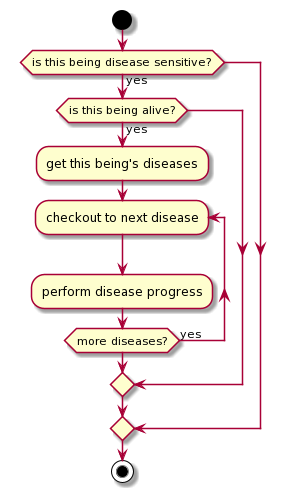 is this being disease sensitive?
yes
is this being alive?
yes
get this being's diseases
checkout to next disease
perform disease progress
more diseases?
yes